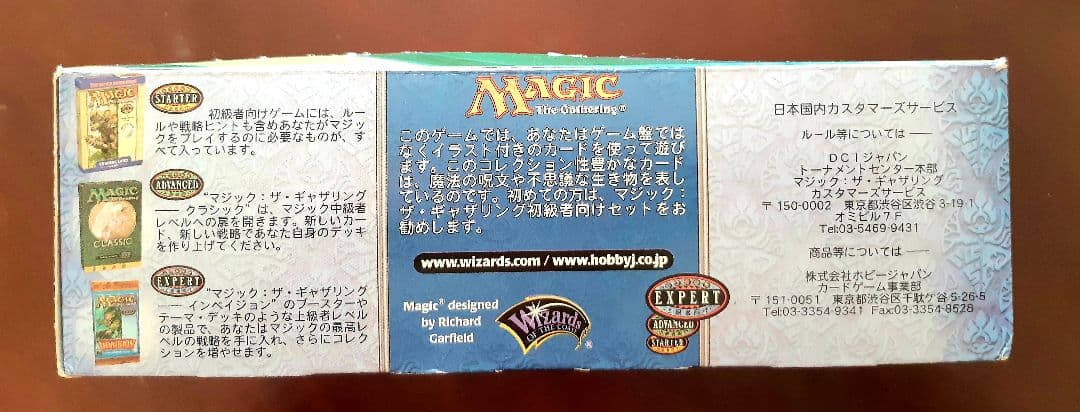 STARTER
初級者向けゲームには、ルー
ルや戦略ヒントも含めあなたがマジッ
クをプレイするのに必要なものが、す
べて入っています。
MAGIC
ADVANCED
“マジック：ザ・ギャザリング
── クラシック”は、マジック中級者
レベルへの扉を開きます。新しいカー
ド、新しい戦略であなた自身のデッキ
を作り上げてください。
MAGIC
CLASSIC
EXPERT
“マジック：ザ・ギャザリング
── インベイジョン”のブースターや
テーマ・デッキのような上級者レベル
の製品で、あなたはマジックの最高レ
ベルの戦略を手に入れ、さらにコレク
ションを増やせます。
INVASION
MAGIC
The Gathering®
このゲームでは、あなたはゲーム盤では
なくイラスト付きのカードを使って遊び
ます。このコレクション性豊かなカード
は、魔法の呪文や不思議な生き物を表し
ているのです。初めての方は、マジック：
ザ・ギャザリング初級者向けセットをお
勧めします。
www.wizards.com / www.hobbyj.co.jp
Magic® designed
by Richard
Garfield
Wizards
OF THE COAST
®
EXPERT
上級者向け
ADVANCED
STARTER
日本国内カスタマーズサービス
ルール等については ──
DCIジャパン
トーナメントセンター本部
マジック：ザ・ギャザリング
カスタマーズサービス
〒150-0002 東京都渋谷区渋谷 3-19-1
オミビル7F
Tel:03-5469-9431
商品等については ──
株式会社ホビージャパン
カードゲーム事業部
〒151-0051 東京都渋谷区千駄ケ谷 5-26-5
Tel:03-3354-9341 Fax:03-3354-8528